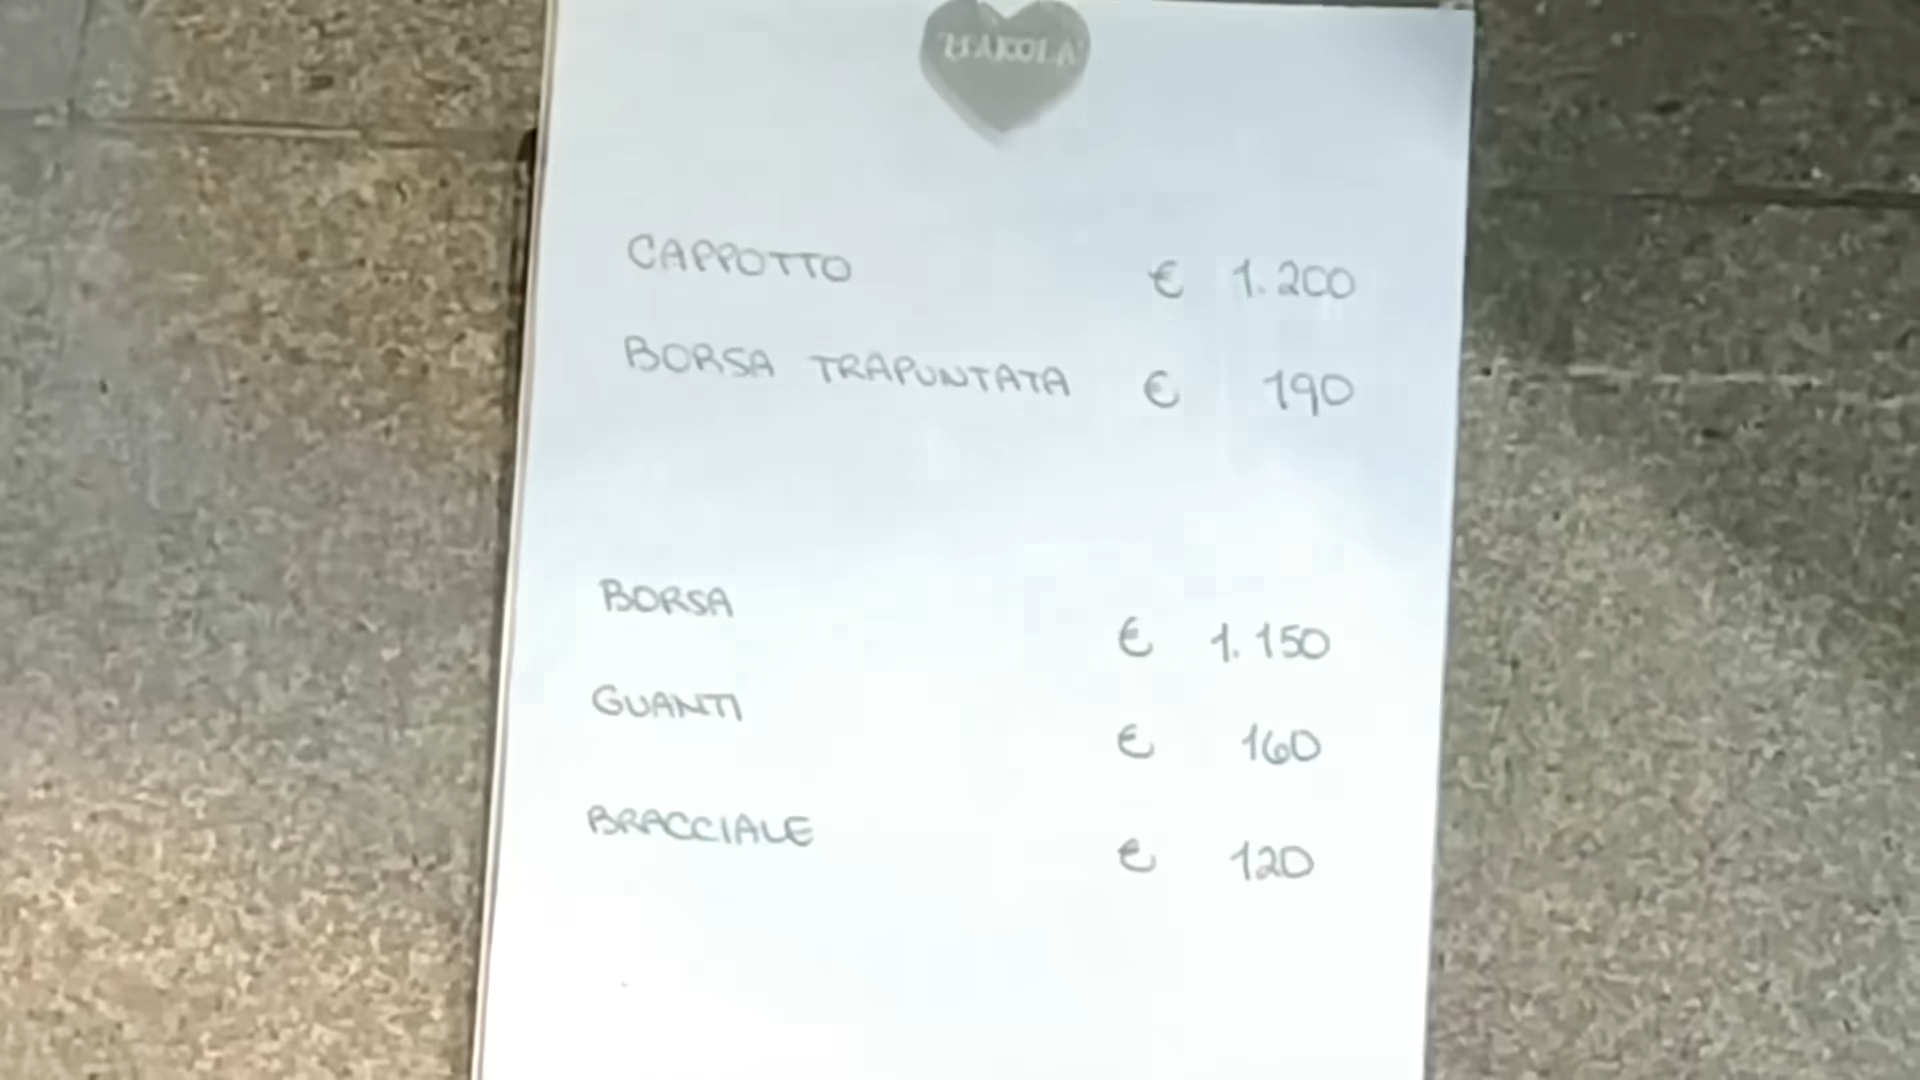 CAPPOTTO € 1.200
BORSA TRAPUNTATA € 190
BORSA € 1.150
GUANTI € 160
BRACCIALE € 120